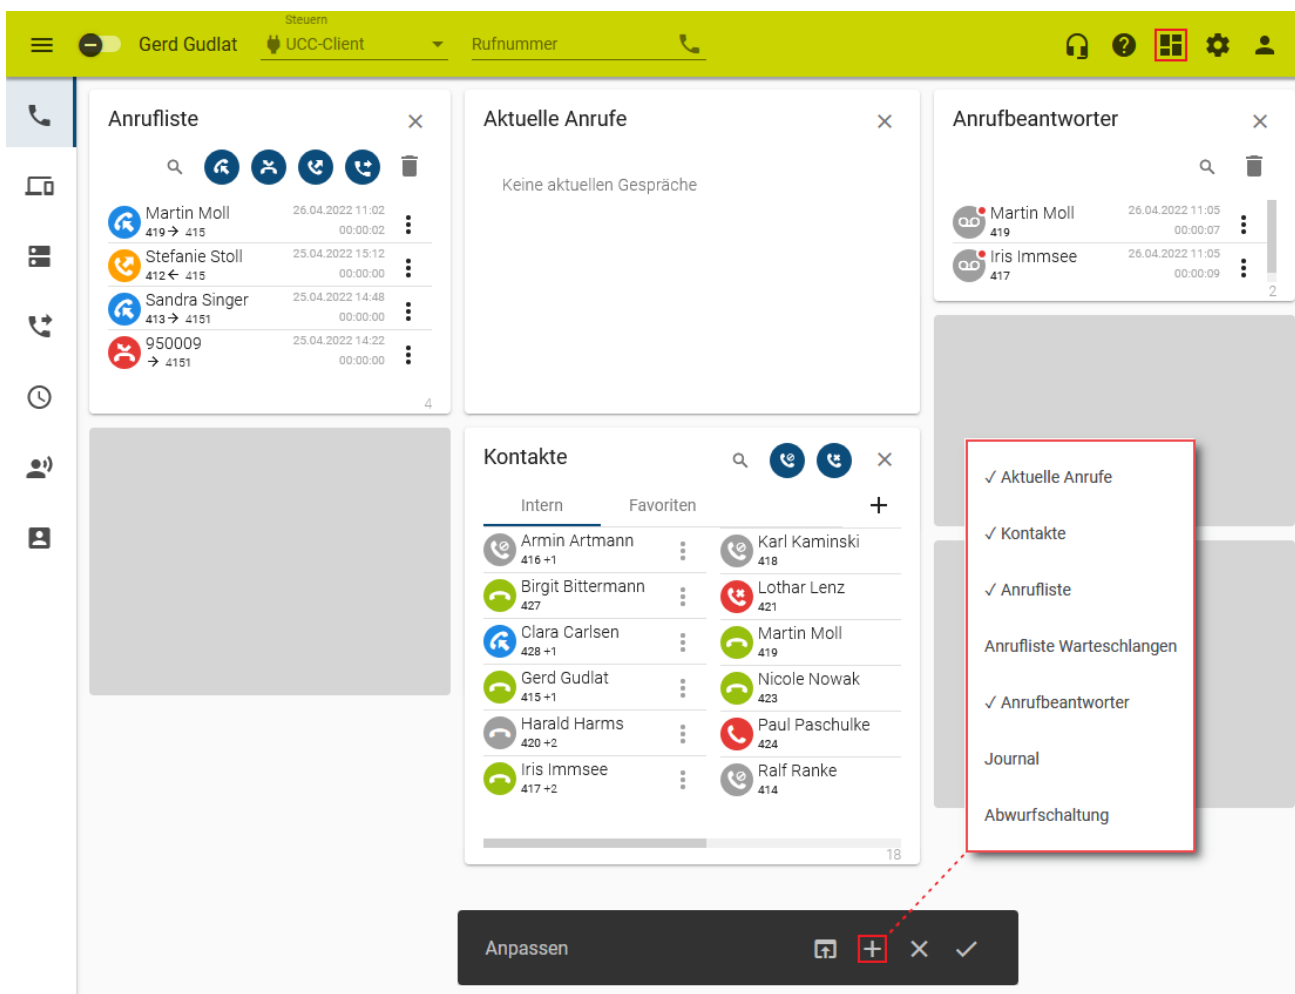 Steuern
Gerd Gudlat
UCC-Client
Rufnummer
Anrufliste
Martin Moll 26.04.2022 11:02
419 → 415 00:00:02
Stefanie Stoll 25.04.2022 15:12
412 ← 415 00:00:00
Sandra Singer 25.04.2022 14:48
413 → 4151 00:00:00
950009 25.04.2022 14:22
→ 4151 00:00:00
4
Aktuelle Anrufe
Keine aktuellen Gespräche
Anrufbeantworter
Martin Moll 26.04.2022 11:05
419 00:00:07
Iris Immsee 26.04.2022 11:05
417 00:00:09
2
Kontakte
Intern Favoriten
Armin Artmann
416 +1
Birgit Bittermann
427
Clara Carlsen
428 +1
Gerd Gudlat
415 +1
Harald Harms
420 +2
Iris Immsee
417 +2
Karl Kaminski
418
Lothar Lenz
421
Martin Moll
419
Nicole Nowak
423
Paul Paschulke
424
Ralf Ranke
414
18
✓ Aktuelle Anrufe
✓ Kontakte
✓ Anrufliste
Anrufliste Warteschlangen
✓ Anrufbeantworter
Journal
Abwurfschaltung
Anpassen